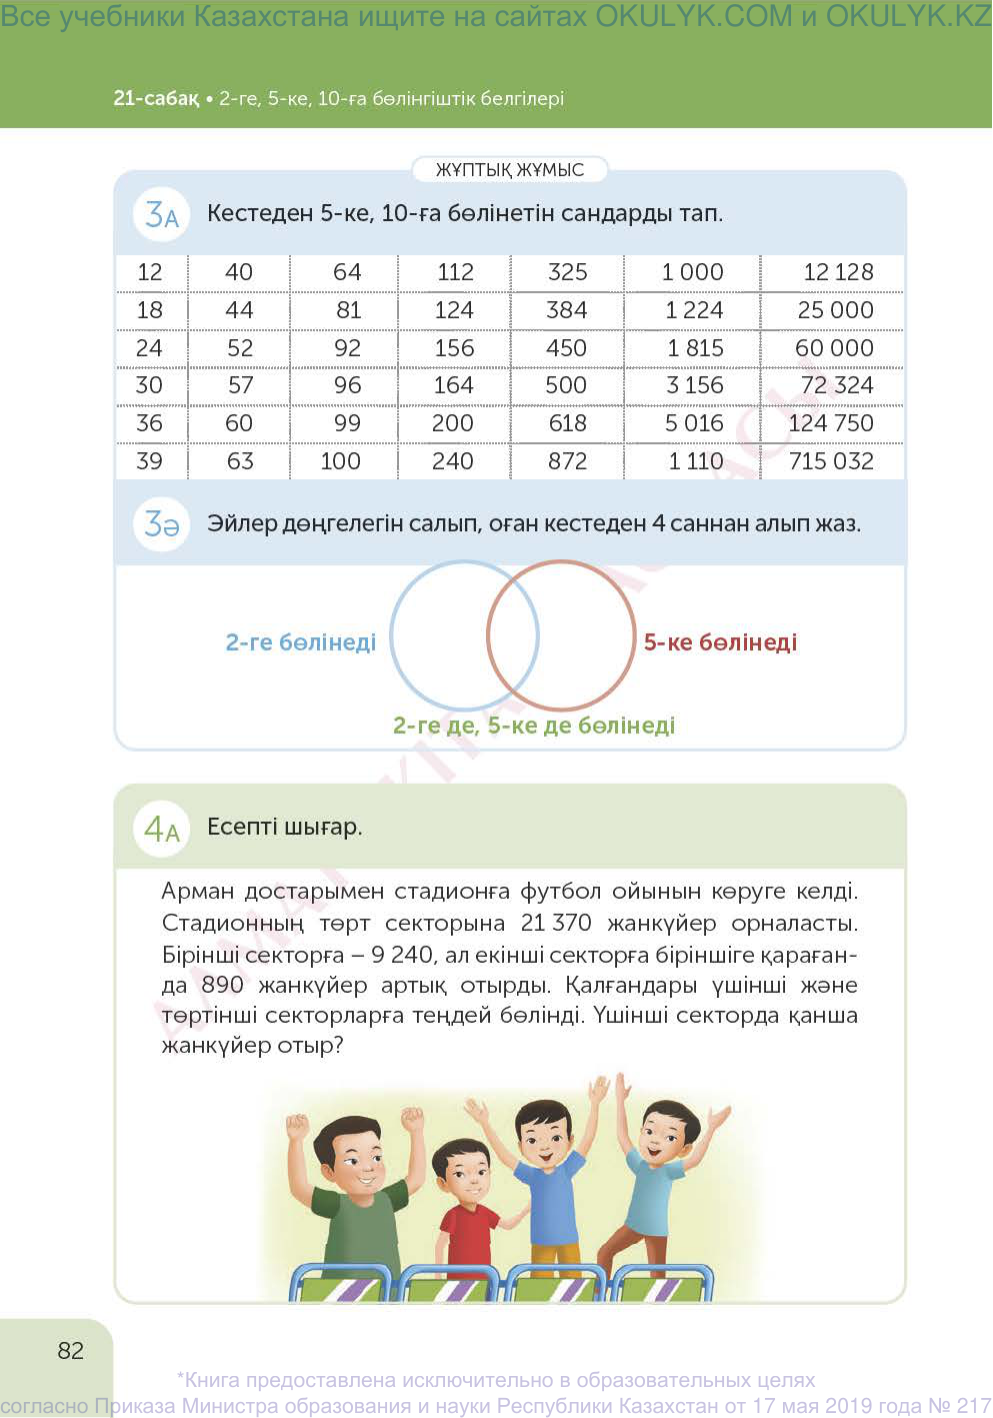 Все учебники Казахстана ищите на сайтах OKULYK.COM и OKULYK.KZ
21-сабақ • 2-ге, 5-ке, 10-ға бөлінгіштік белгілері
ЖҰПТЫҚ ЖҰМЫС
3А Кестеден 5-ке, 10-ға бөлінетін сандарды тап.
12 40 64 112 325 1 000 12 128
18 44 81 124 384 1 224 25 000
24 52 92 156 450 1 815 60 000
30 57 96 164 500 3 156 72 324
36 60 99 200 618 5 016 124 750
39 63 100 240 872 1 110 715 032
3ә Эйлер дөңгелегін салып, оған кестеден 4 саннан алып жаз.
2-ге бөлінеді 5-ке бөлінеді
2-ге де, 5-ке де бөлінеді
4А Есепті шығар.
Арман достарымен стадионға футбол ойынын көруге келді.
Стадионның төрт секторына 21 370 жанкүйер орналасты.
Бірінші секторға – 9 240, ал екінші секторға біріншіге қараған-
да 890 жанкүйер артық отырды. Қалғандары үшінші және
төртінші секторларға теңдей бөлінді. Үшінші секторда қанша
жанкүйер отыр?
82
*Книга предоставлена исключительно в образовательных целях
согласно Приказа Министра образования и науки Республики Казахстан от 17 мая 2019 года № 217